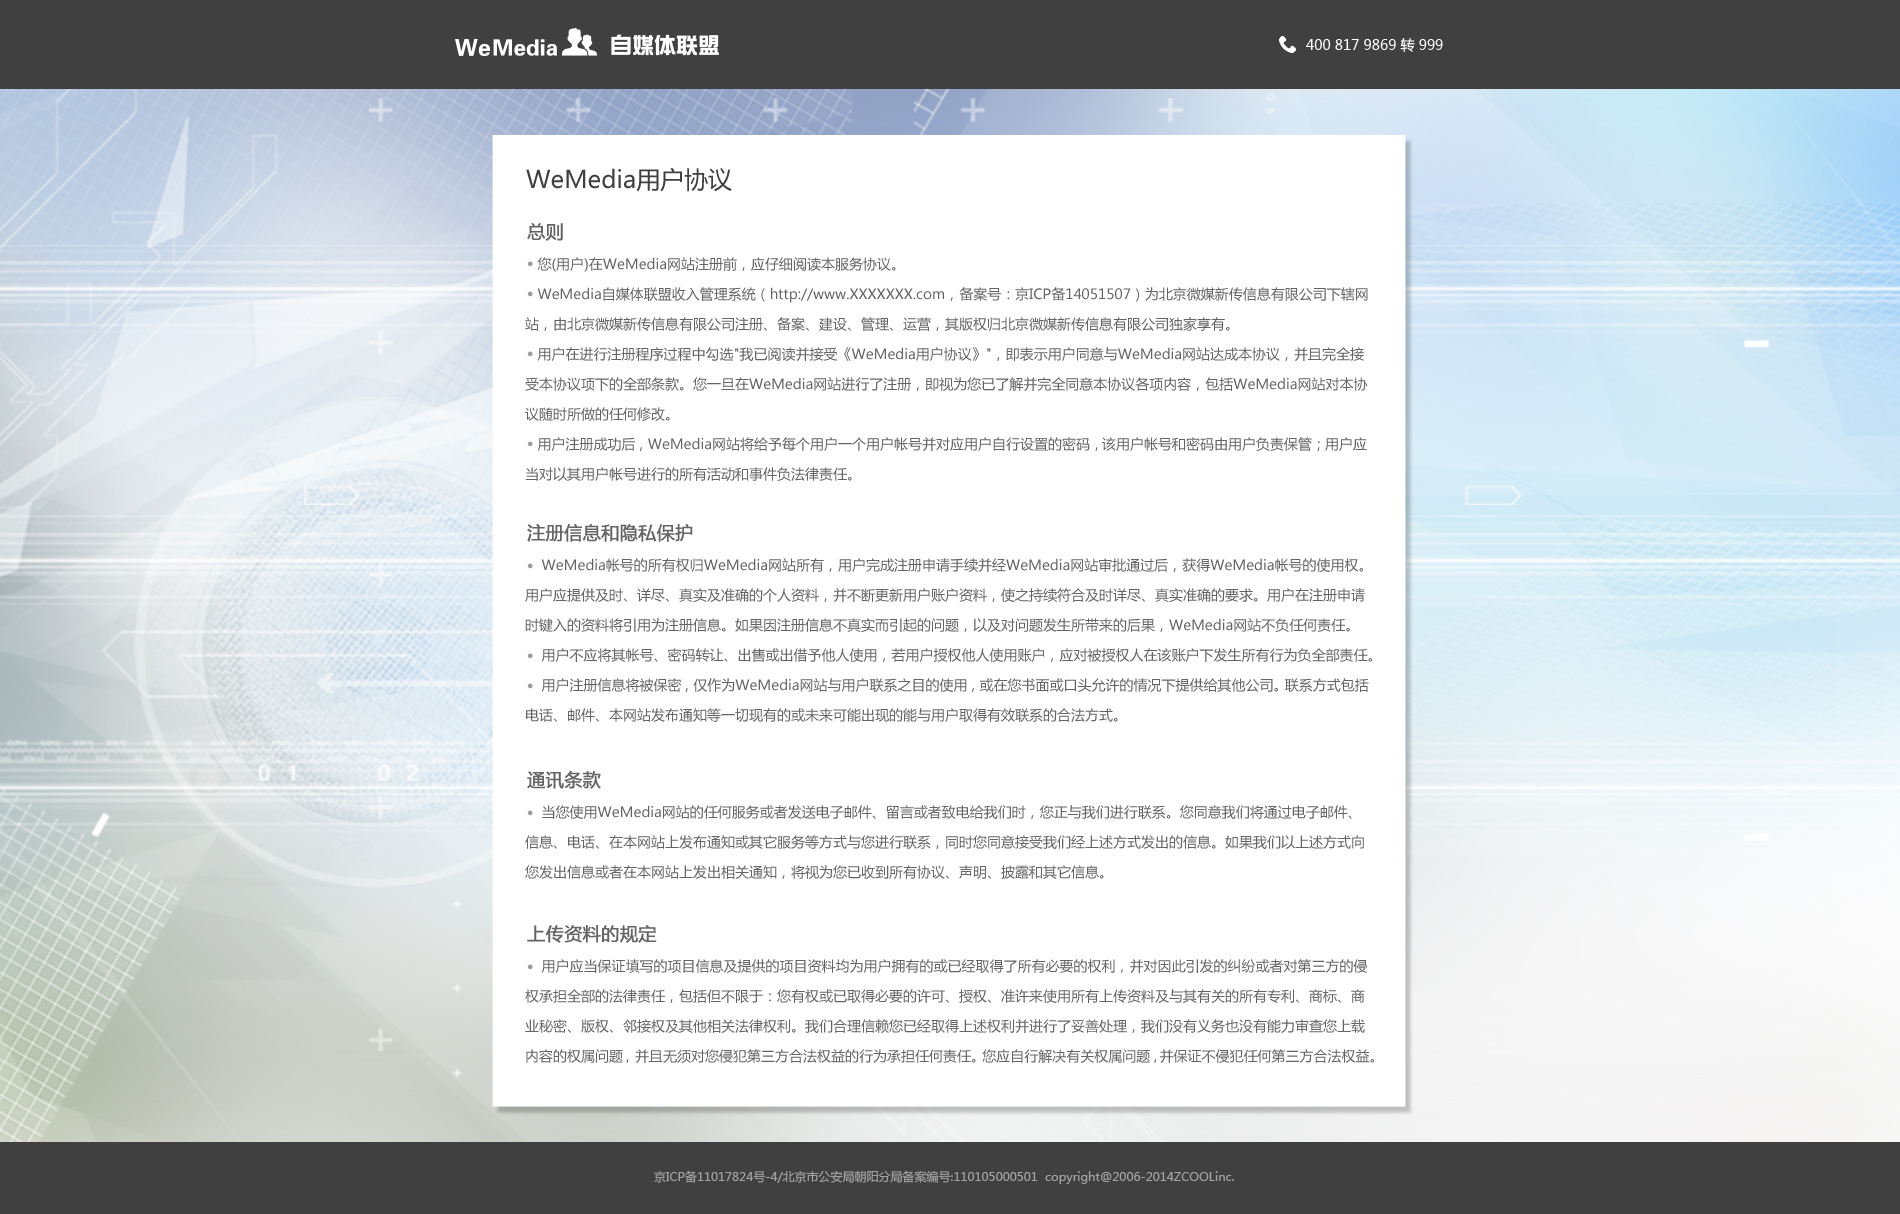 WeMedia 自媒体联盟
400 817 9869 转 999
WeMedia用户协议
总则
• 您(用户)在WeMedia网站注册前，应仔细阅读本服务协议。
• WeMedia自媒体联盟收入管理系统（http://www.XXXXXXX.com，备案号：京ICP备14051507）为北京微媒新传信息有限公司下辖网
站，由北京微媒新传信息有限公司注册、备案、建设、管理、运营，其版权归北京微媒新传信息有限公司独家享有。
• 用户在进行注册程序过程中勾选"我已阅读并接受《WeMedia用户协议》"，即表示用户同意与WeMedia网站达成本协议，并且完全接
受本协议项下的全部条款。您一旦在WeMedia网站进行了注册，即视为您已了解并完全同意本协议各项内容，包括WeMedia网站对本协
议随时所做的任何修改。
• 用户注册成功后，WeMedia网站将给予每个用户一个用户帐号并对应用户自行设置的密码，该用户帐号和密码由用户负责保管；用户应
当对以其用户帐号进行的所有活动和事件负法律责任。
注册信息和隐私保护
• WeMedia帐号的所有权归WeMedia网站所有，用户完成注册申请手续并经WeMedia网站审批通过后，获得WeMedia帐号的使用权。
用户应提供及时、详尽、真实及准确的个人资料，并不断更新用户账户资料，使之持续符合及时详尽、真实准确的要求。用户在注册申请
时键入的资料将引用为注册信息。如果因注册信息不真实而引起的问题，以及对问题发生所带来的后果，WeMedia网站不负任何责任。
• 用户不应将其帐号、密码转让、出售或出借予他人使用，若用户授权他人使用账户，应对被授权人在该账户下发生所有行为负全部责任。
• 用户注册信息将被保密，仅作为WeMedia网站与用户联系之目的使用，或在您书面或口头允许的情况下提供给其他公司。联系方式包括
电话、邮件、本网站发布通知等一切现有的或未来可能出现的能与用户取得有效联系的合法方式。
通讯条款
• 当您使用WeMedia网站的任何服务或者发送电子邮件、留言或者致电给我们时，您正与我们进行联系。您同意我们将通过电子邮件、
信息、电话、在本网站上发布通知或其它服务等方式与您进行联系，同时您同意接受我们经上述方式发出的信息。如果我们以上述方式向
您发出信息或者在本网站上发出相关通知，将视为您已收到所有协议、声明、披露和其它信息。
上传资料的规定
• 用户应当保证填写的项目信息及提供的项目资料均为用户拥有的或已经取得了所有必要的权利，并对因此引发的纠纷或者对第三方的侵
权承担全部的法律责任，包括但不限于：您有权或已取得必要的许可、授权、准许来使用所有上传资料及与其有关的所有专利、商标、商
业秘密、版权、邻接权及其他相关法律权利。我们合理信赖您已经取得上述权利并进行了妥善处理，我们没有义务也没有能力审查您上载
内容的权属问题，并且无须对您侵犯第三方合法权益的行为承担任何责任。您应自行解决有关权属问题，并保证不侵犯任何第三方合法权益。
01 02
京ICP备11017824号-4/北京市公安局朝阳分局备案编号:110105000501 copyright@2006-2014ZCOOLinc.